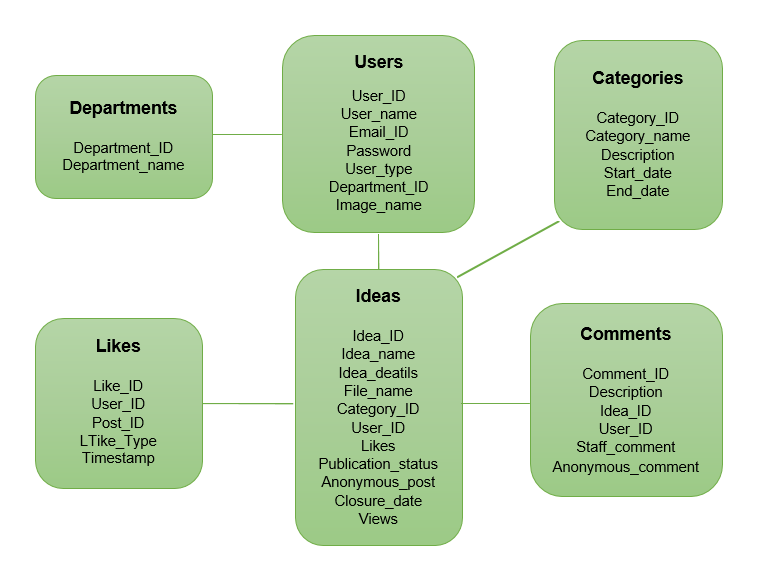 Departments
Department_ID
Department_name
Users
User_ID
User_name
Email_ID
Password
User_type
Department_ID
Image_name
Categories
Category_ID
Category_name
Description
Start_date
End_date
Likes
Like_ID
User_ID
Post_ID
LTike_Type
Timestamp
Ideas
Idea_ID
Idea_name
Idea_deatils
File_name
Category_ID
User_ID
Likes
Publication_status
Anonymous_post
Closure_date
Views
Comments
Comment_ID
Description
Idea_ID
User_ID
Staff_comment
Anonymous_comment